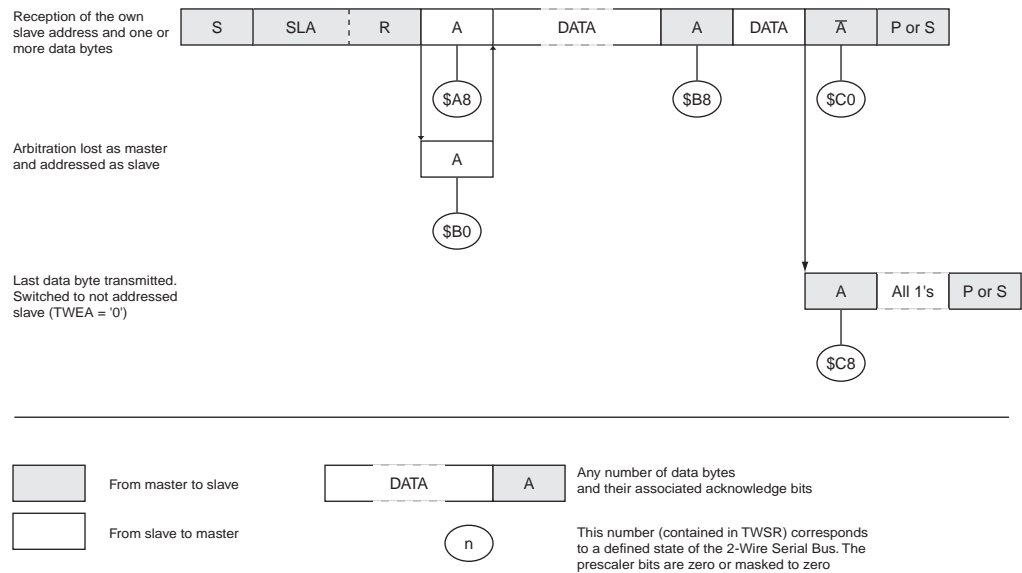 Reception of the own
slave address and one or
more data bytes
S SLA R A DATA A DATA A̅ P or S
$A8 $B8 $C0
Arbitration lost as master
and addressed as slave
A
$B0
Last data byte transmitted.
Switched to not addressed
slave (TWEA = '0')
A All 1's P or S
$C8
From master to slave
DATA A
Any number of data bytes
and their associated acknowledge bits
From slave to master
n
This number (contained in TWSR) corresponds
to a defined state of the 2-Wire Serial Bus. The
prescaler bits are zero or masked to zero